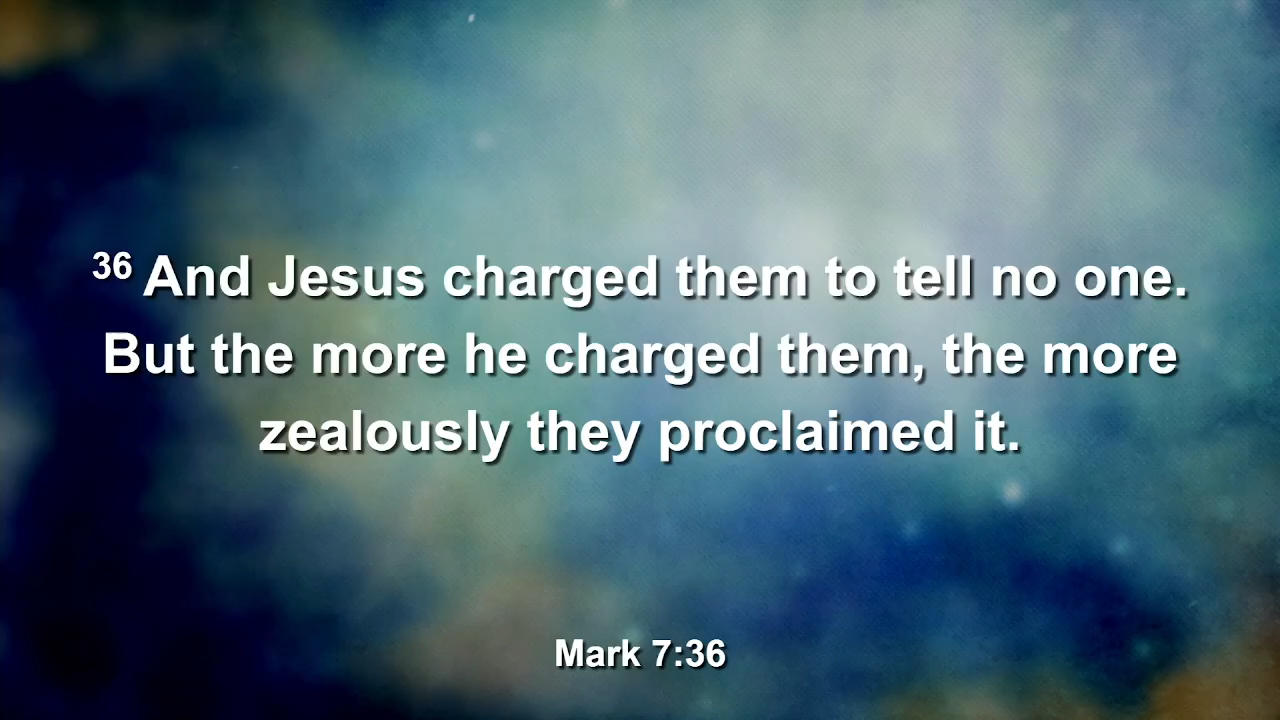 36 And Jesus charged them to tell no one.
But the more he charged them, the more
zealously they proclaimed it.
Mark 7:36